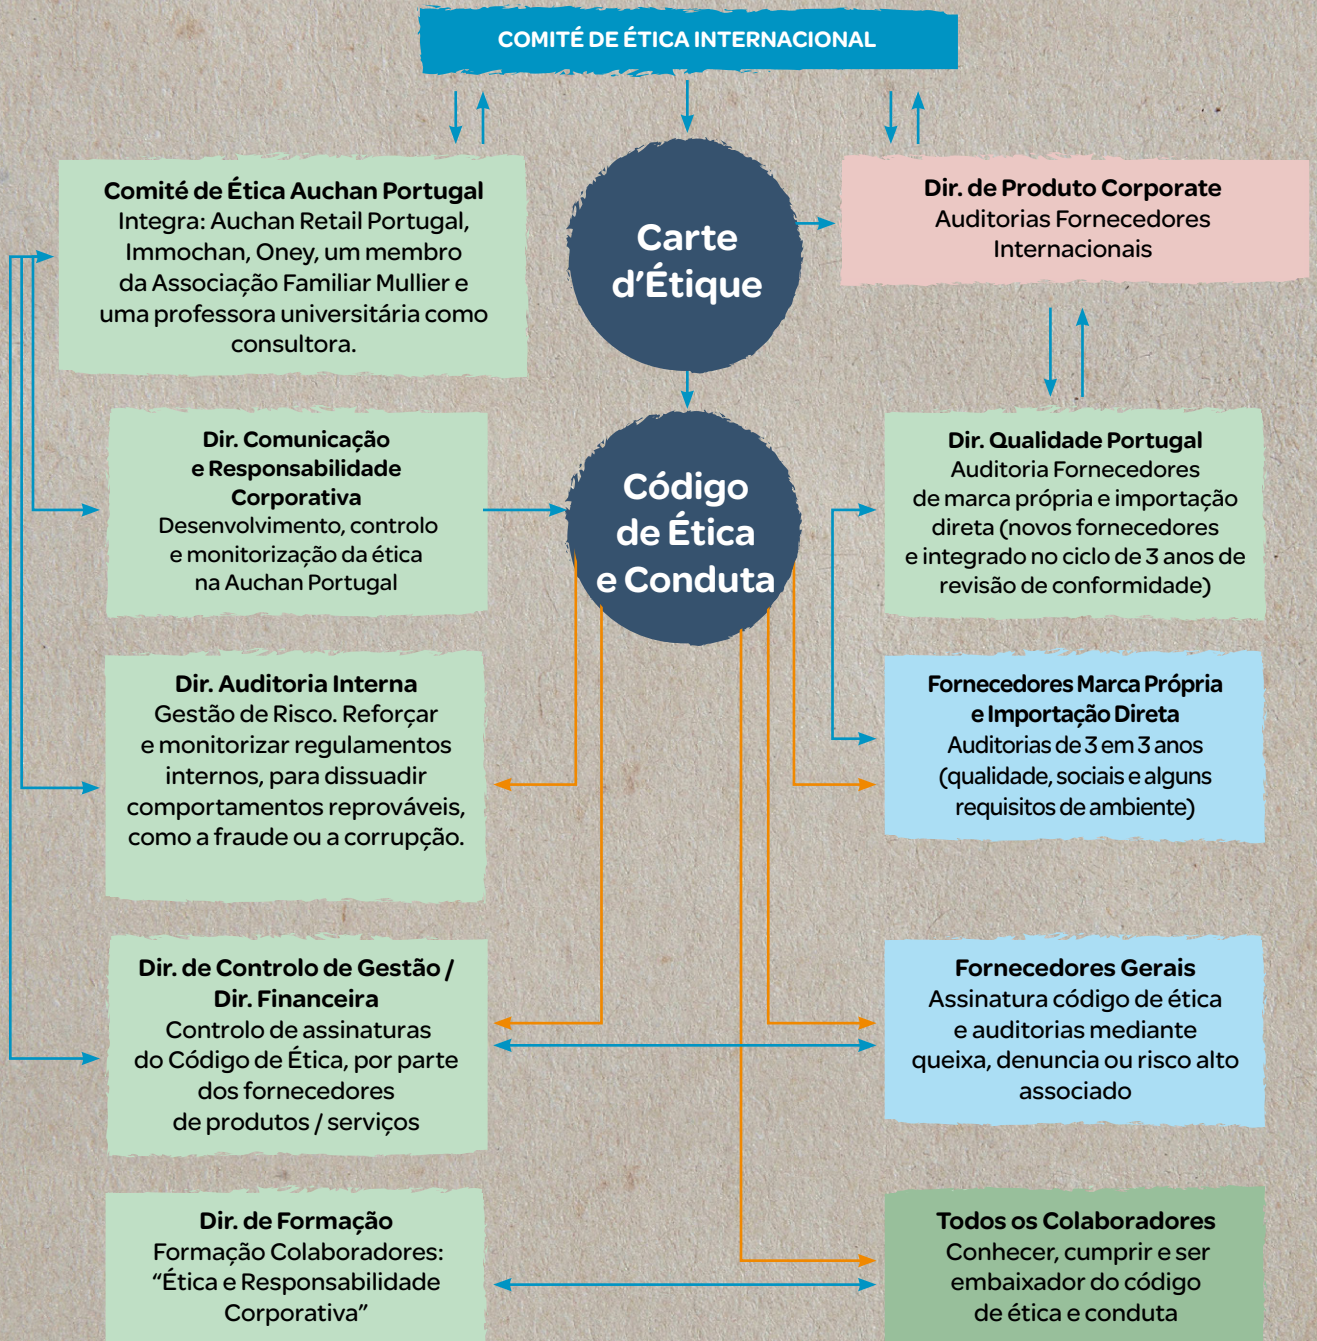 COMITÉ DE ÉTICA INTERNACIONAL
Comité de Ética Auchan Portugal
Integra: Auchan Retail Portugal,
Immochan, Oney, um membro
da Associação Familiar Mullier e
uma professora universitária como
consultora.
Carte
d’Étique
Dir. de Produto Corporate
Auditorias Fornecedores
Internacionais
Dir. Comunicação
e Responsabilidade
Corporativa
Desenvolvimento, controlo
e monitorização da ética
na Auchan Portugal
Código
de Ética
e Conduta
Dir. Qualidade Portugal
Auditoria Fornecedores
de marca própria e importação
direta (novos fornecedores
e integrado no ciclo de 3 anos de
revisão de conformidade)
Dir. Auditoria Interna
Gestão de Risco. Reforçar
e monitorizar regulamentos
internos, para dissuadir
comportamentos reprováveis,
como a fraude ou a corrupção.
Fornecedores Marca Própria
e Importação Direta
Auditorias de 3 em 3 anos
(qualidade, sociais e alguns
requisitos de ambiente)
Dir. de Controlo de Gestão /
Dir. Financeira
Controlo de assinaturas
do Código de Ética, por parte
dos fornecedores
de produtos / serviços
Fornecedores Gerais
Assinatura código de ética
e auditorias mediante
queixa, denuncia ou risco alto
associado
Dir. de Formação
Formação Colaboradores:
“Ética e Responsabilidade
Corporativa”
Todos os Colaboradores
Conhecer, cumprir e ser
embaixador do código
de ética e conduta